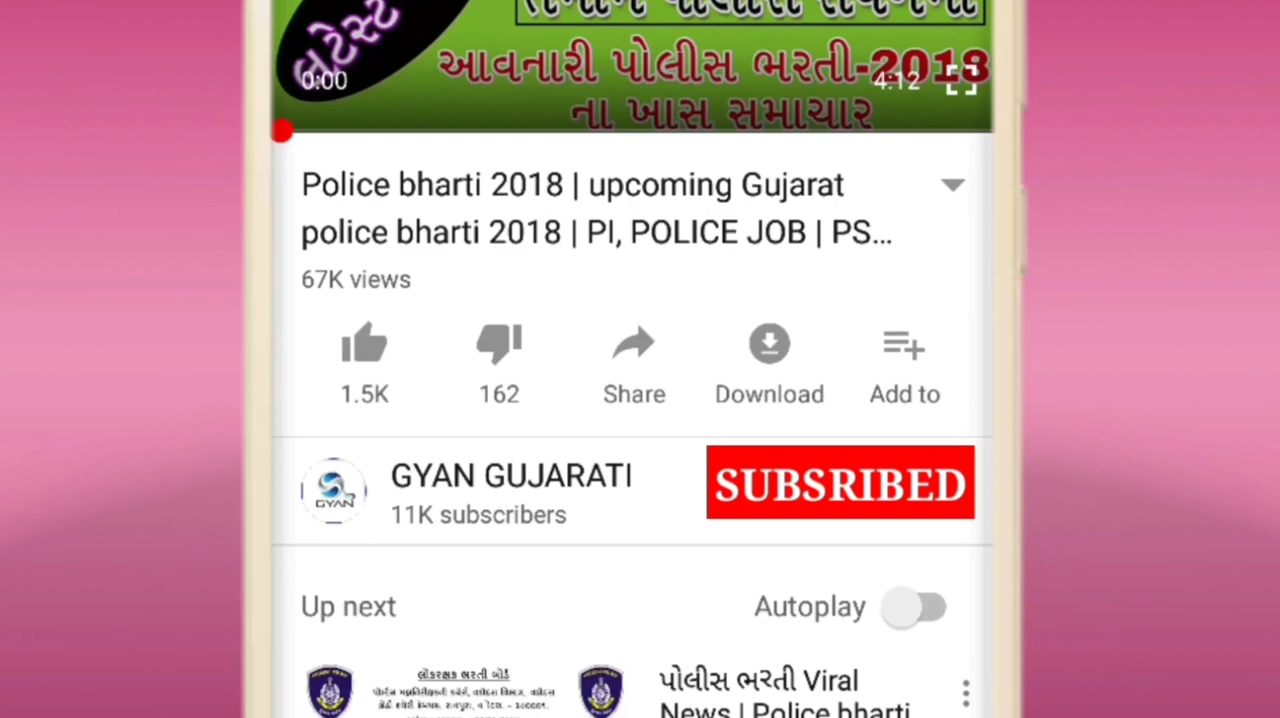 લેટેસ્ટ
આવનારી પોલીસ ભરતી-2018
0:00
4:12
ના ખાસ સમાચાર
Police bharti 2018 | upcoming Gujarat
police bharti 2018 | PI, POLICE JOB | PS...
67K views
1.5K
162
Share
Download
Add to
GYAN
GYAN GUJARATI
SUBSRIBED
11K subscribers
Up next
Autoplay
લોકરક્ષક ભરતી બોર્ડ
પોલીસ ભરતી Viral
News | Police bharti